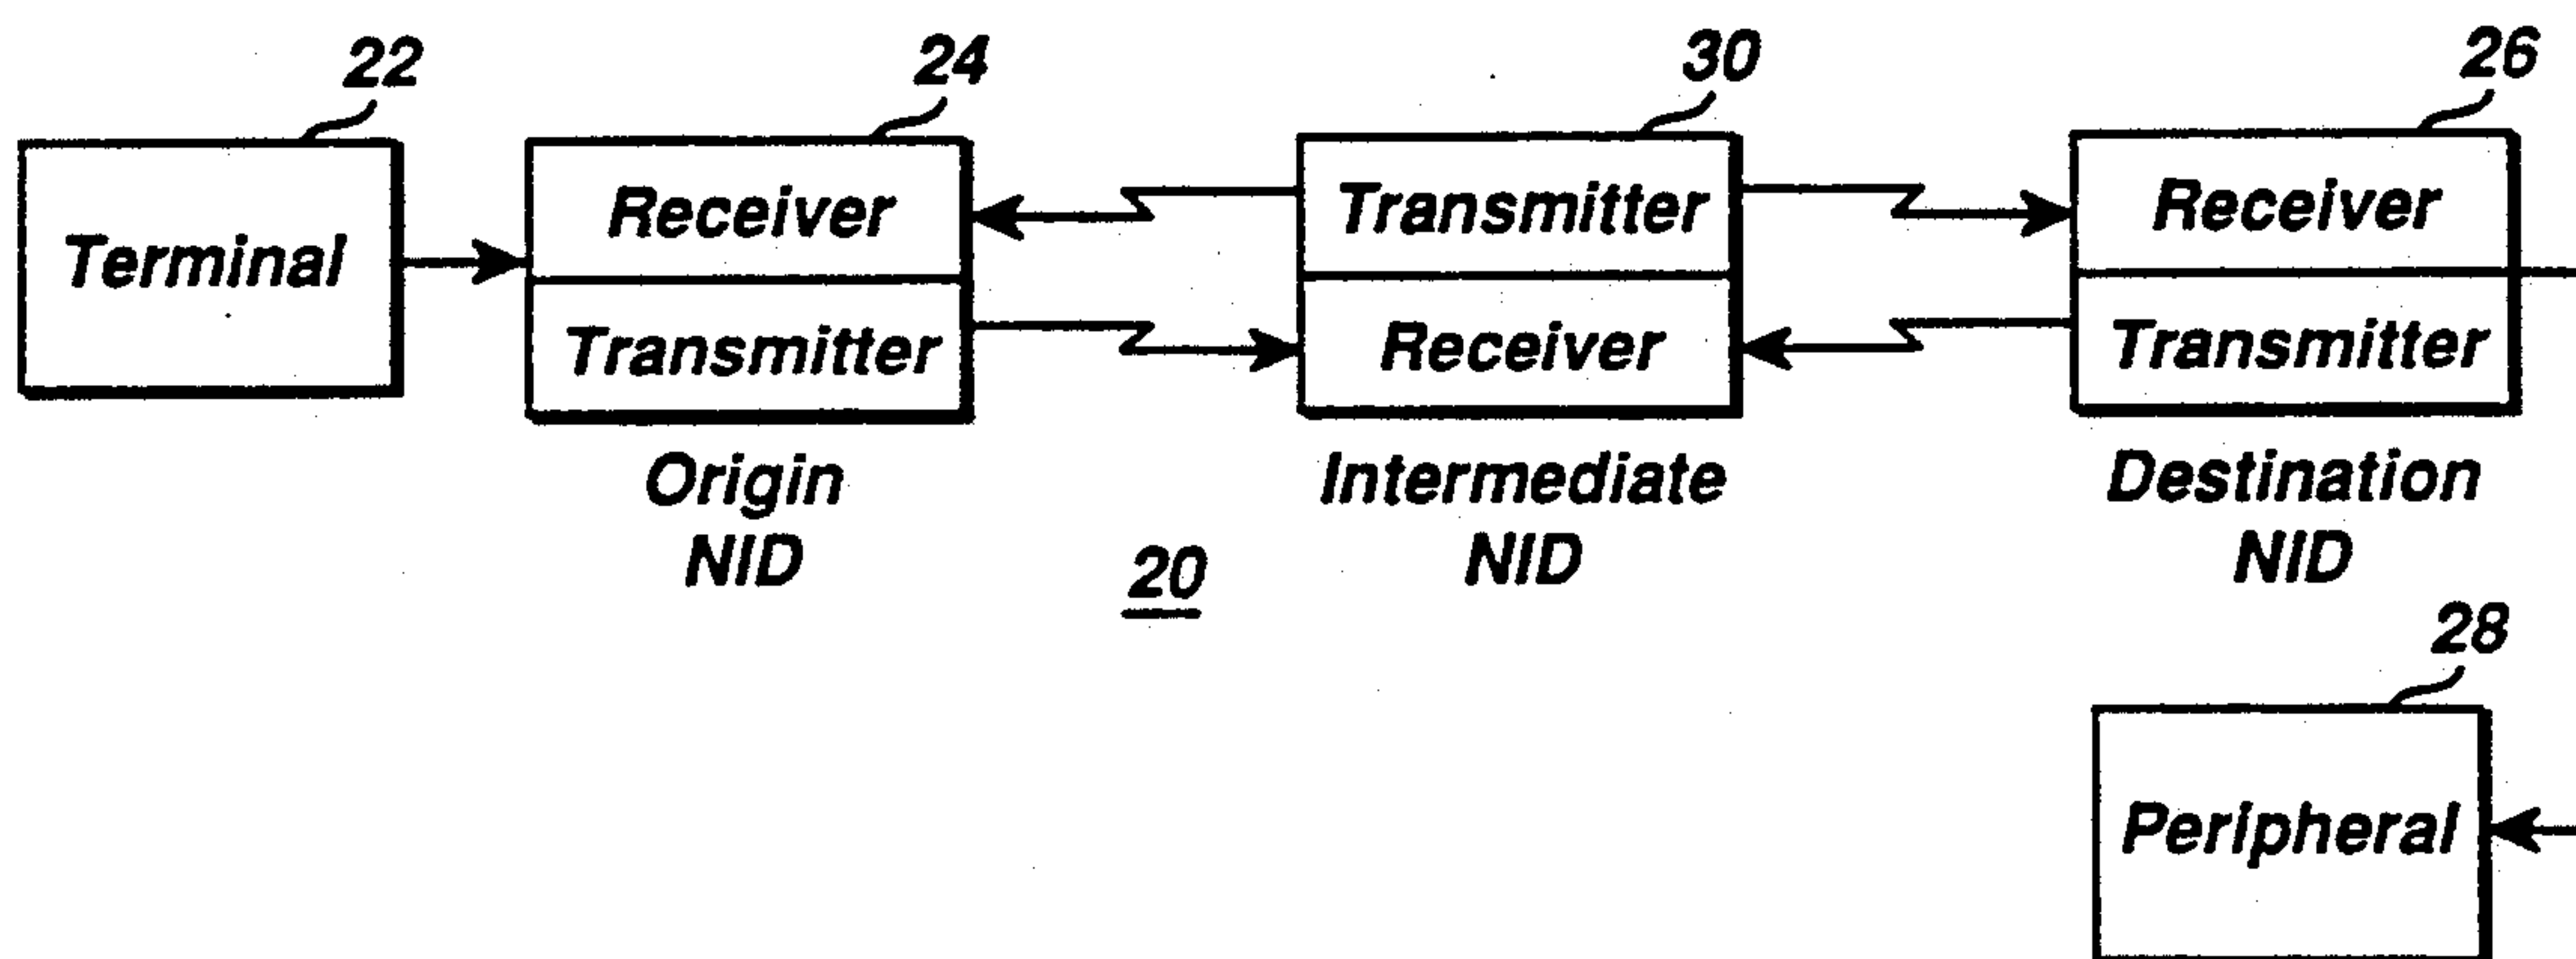 22
24
30
26
Terminal
Receiver
Transmitter
Transmitter
Receiver
Receiver
Transmitter
Origin
NID
Intermediate
NID
Destination
NID
20
28
Peripheral